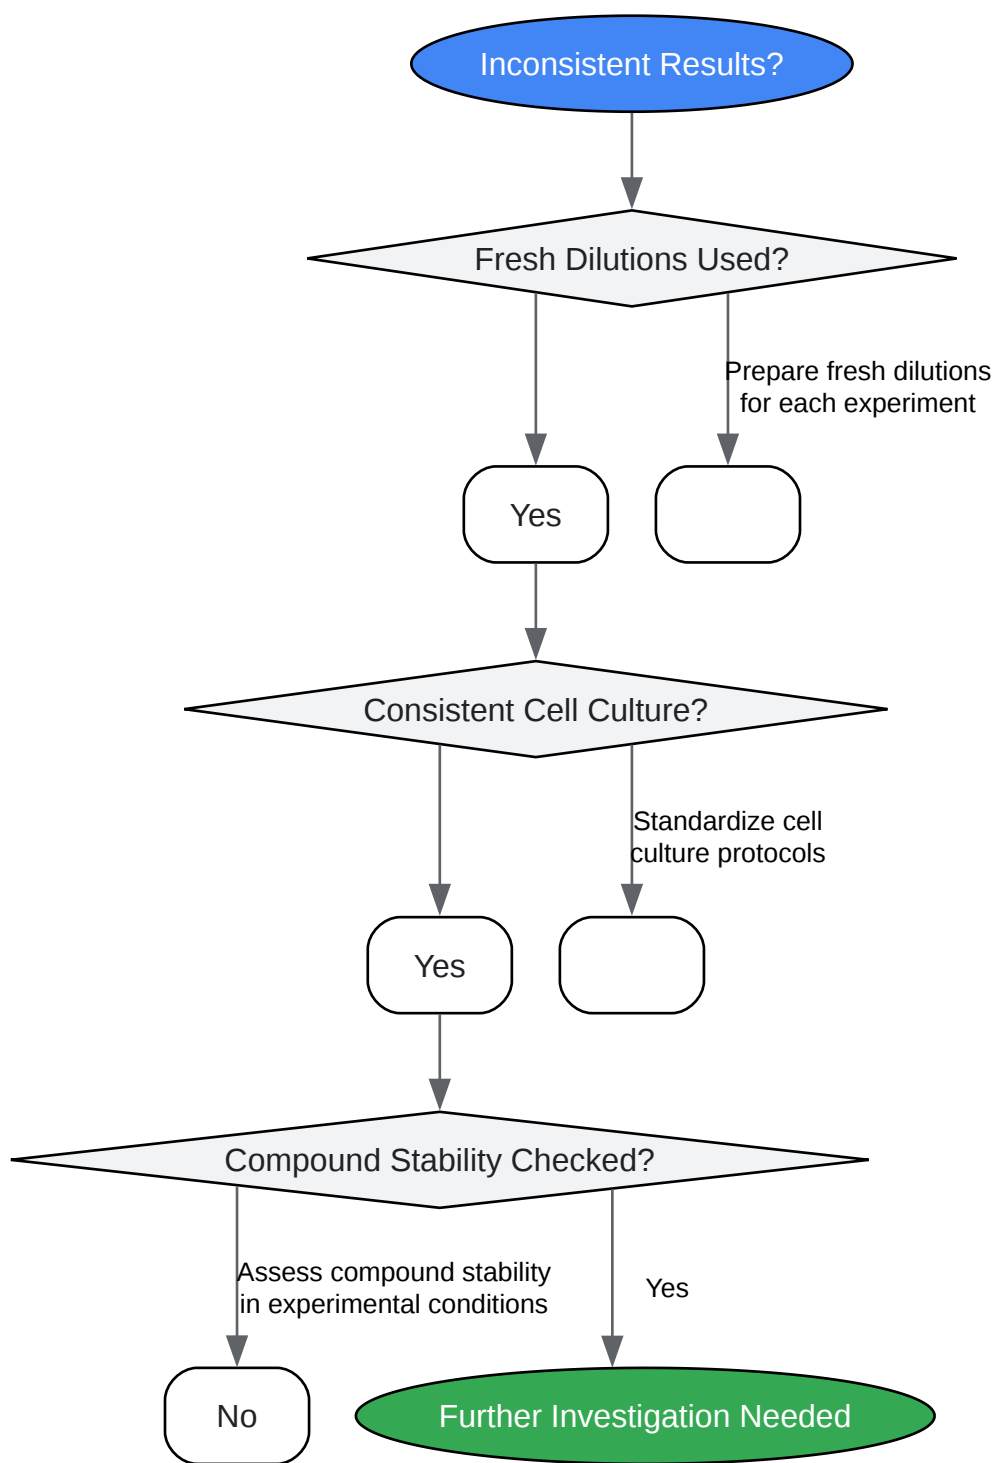 Inconsistent Results?
Fresh Dilutions Used?
Prepare fresh dilutions
for each experiment
Yes
Consistent Cell Culture?
Standardize cell
culture protocols
Yes
Compound Stability Checked?
Assess compound stability
in experimental conditions
Yes
No
Further Investigation Needed